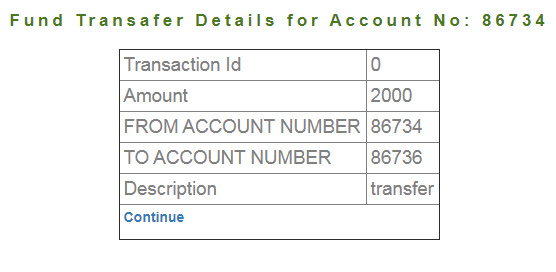 Fund Transafer Details for Account No: 86734
Transaction Id 0
Amount 2000
FROM ACCOUNT NUMBER 86734
TO ACCOUNT NUMBER 86736
Description transfer
Continue